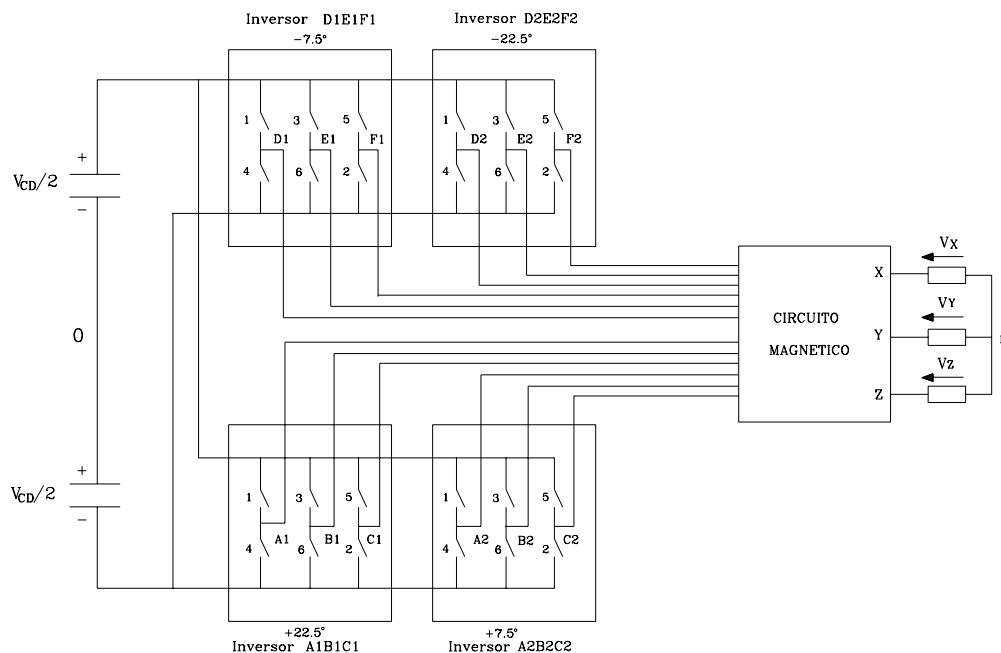 Inversor D1E1F1
−7.5°
Inversor D2E2F2
−22.5°
1 3 5
D1 E1 F1
4 6 2
1 3 5
D2 E2 F2
4 6 2
+
VCD/2
−
0
+
VCD/2
−
CIRCUITO
MAGNETICO
X
Y
Z
VX
VY
VZ
1 3 5
A1 B1 C1
4 6 2
1 3 5
A2 B2 C2
4 6 2
+22.5°
Inversor A1B1C1
+7.5°
Inversor A2B2C2